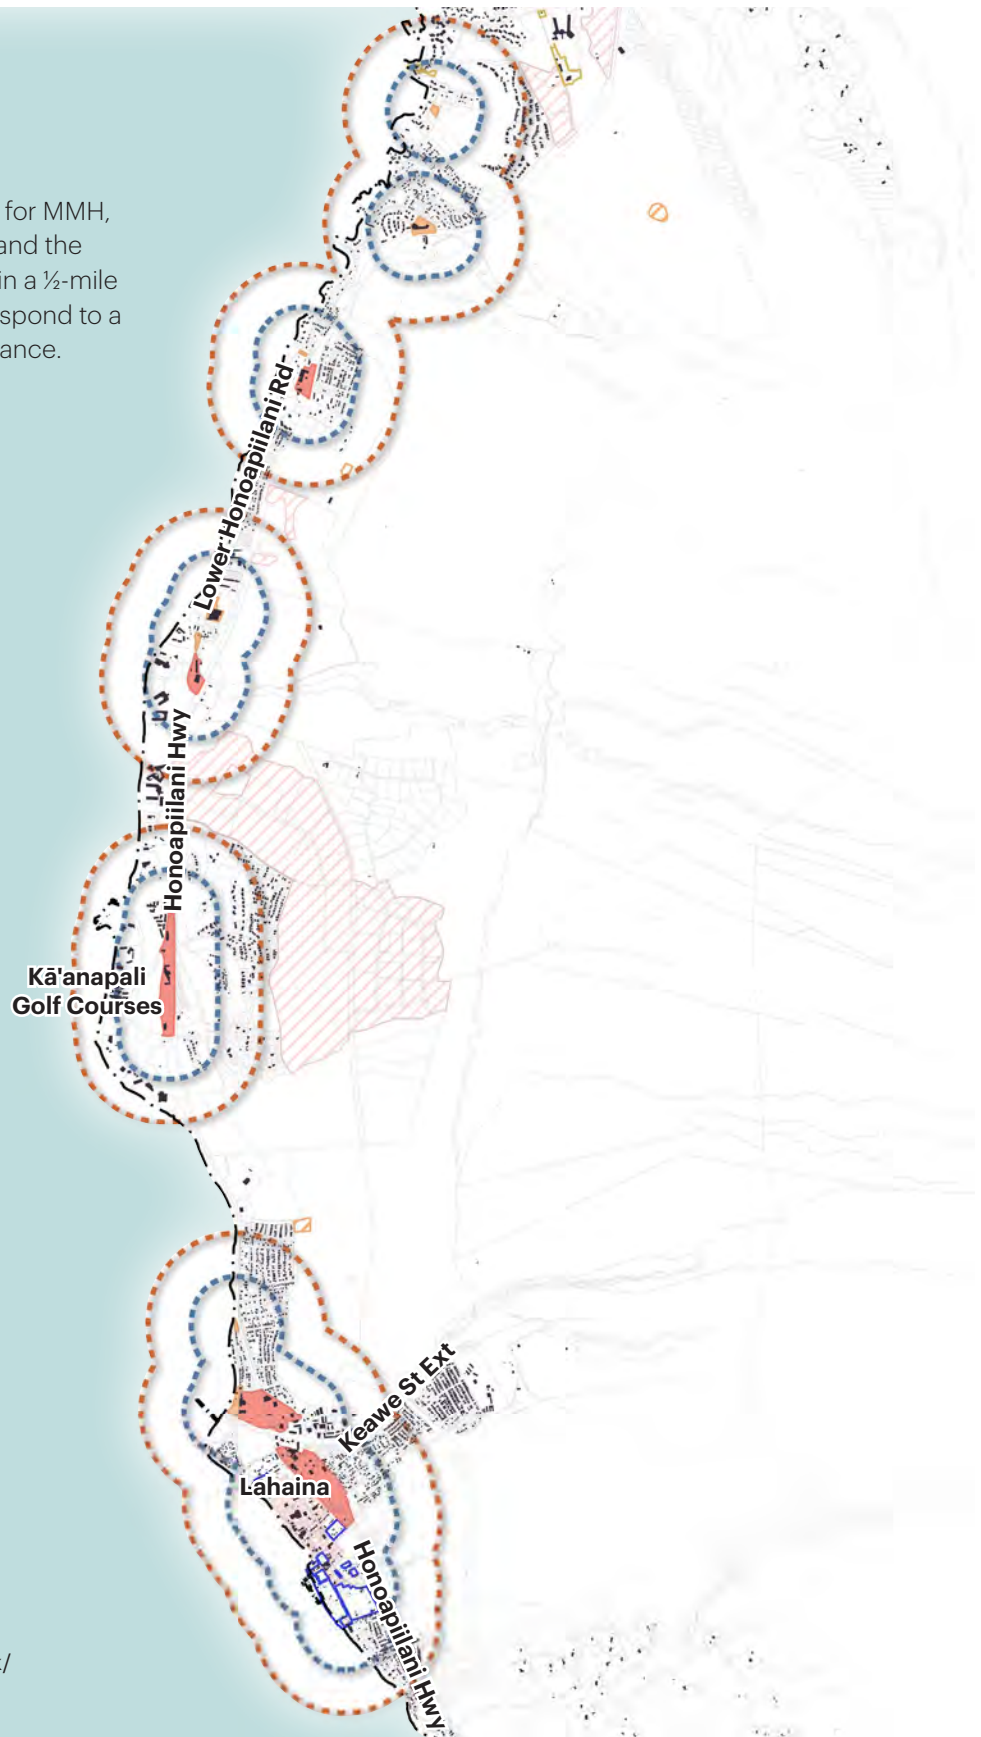 for MMH,
and the
in a ½-mile
spond to a
ance.
Lower Honoapiilani Rd
Honoapiilani Hwy
Kā'anapali
Golf Courses
Keawe St Ext
Lahaina
Honoapiilani Hwy
/